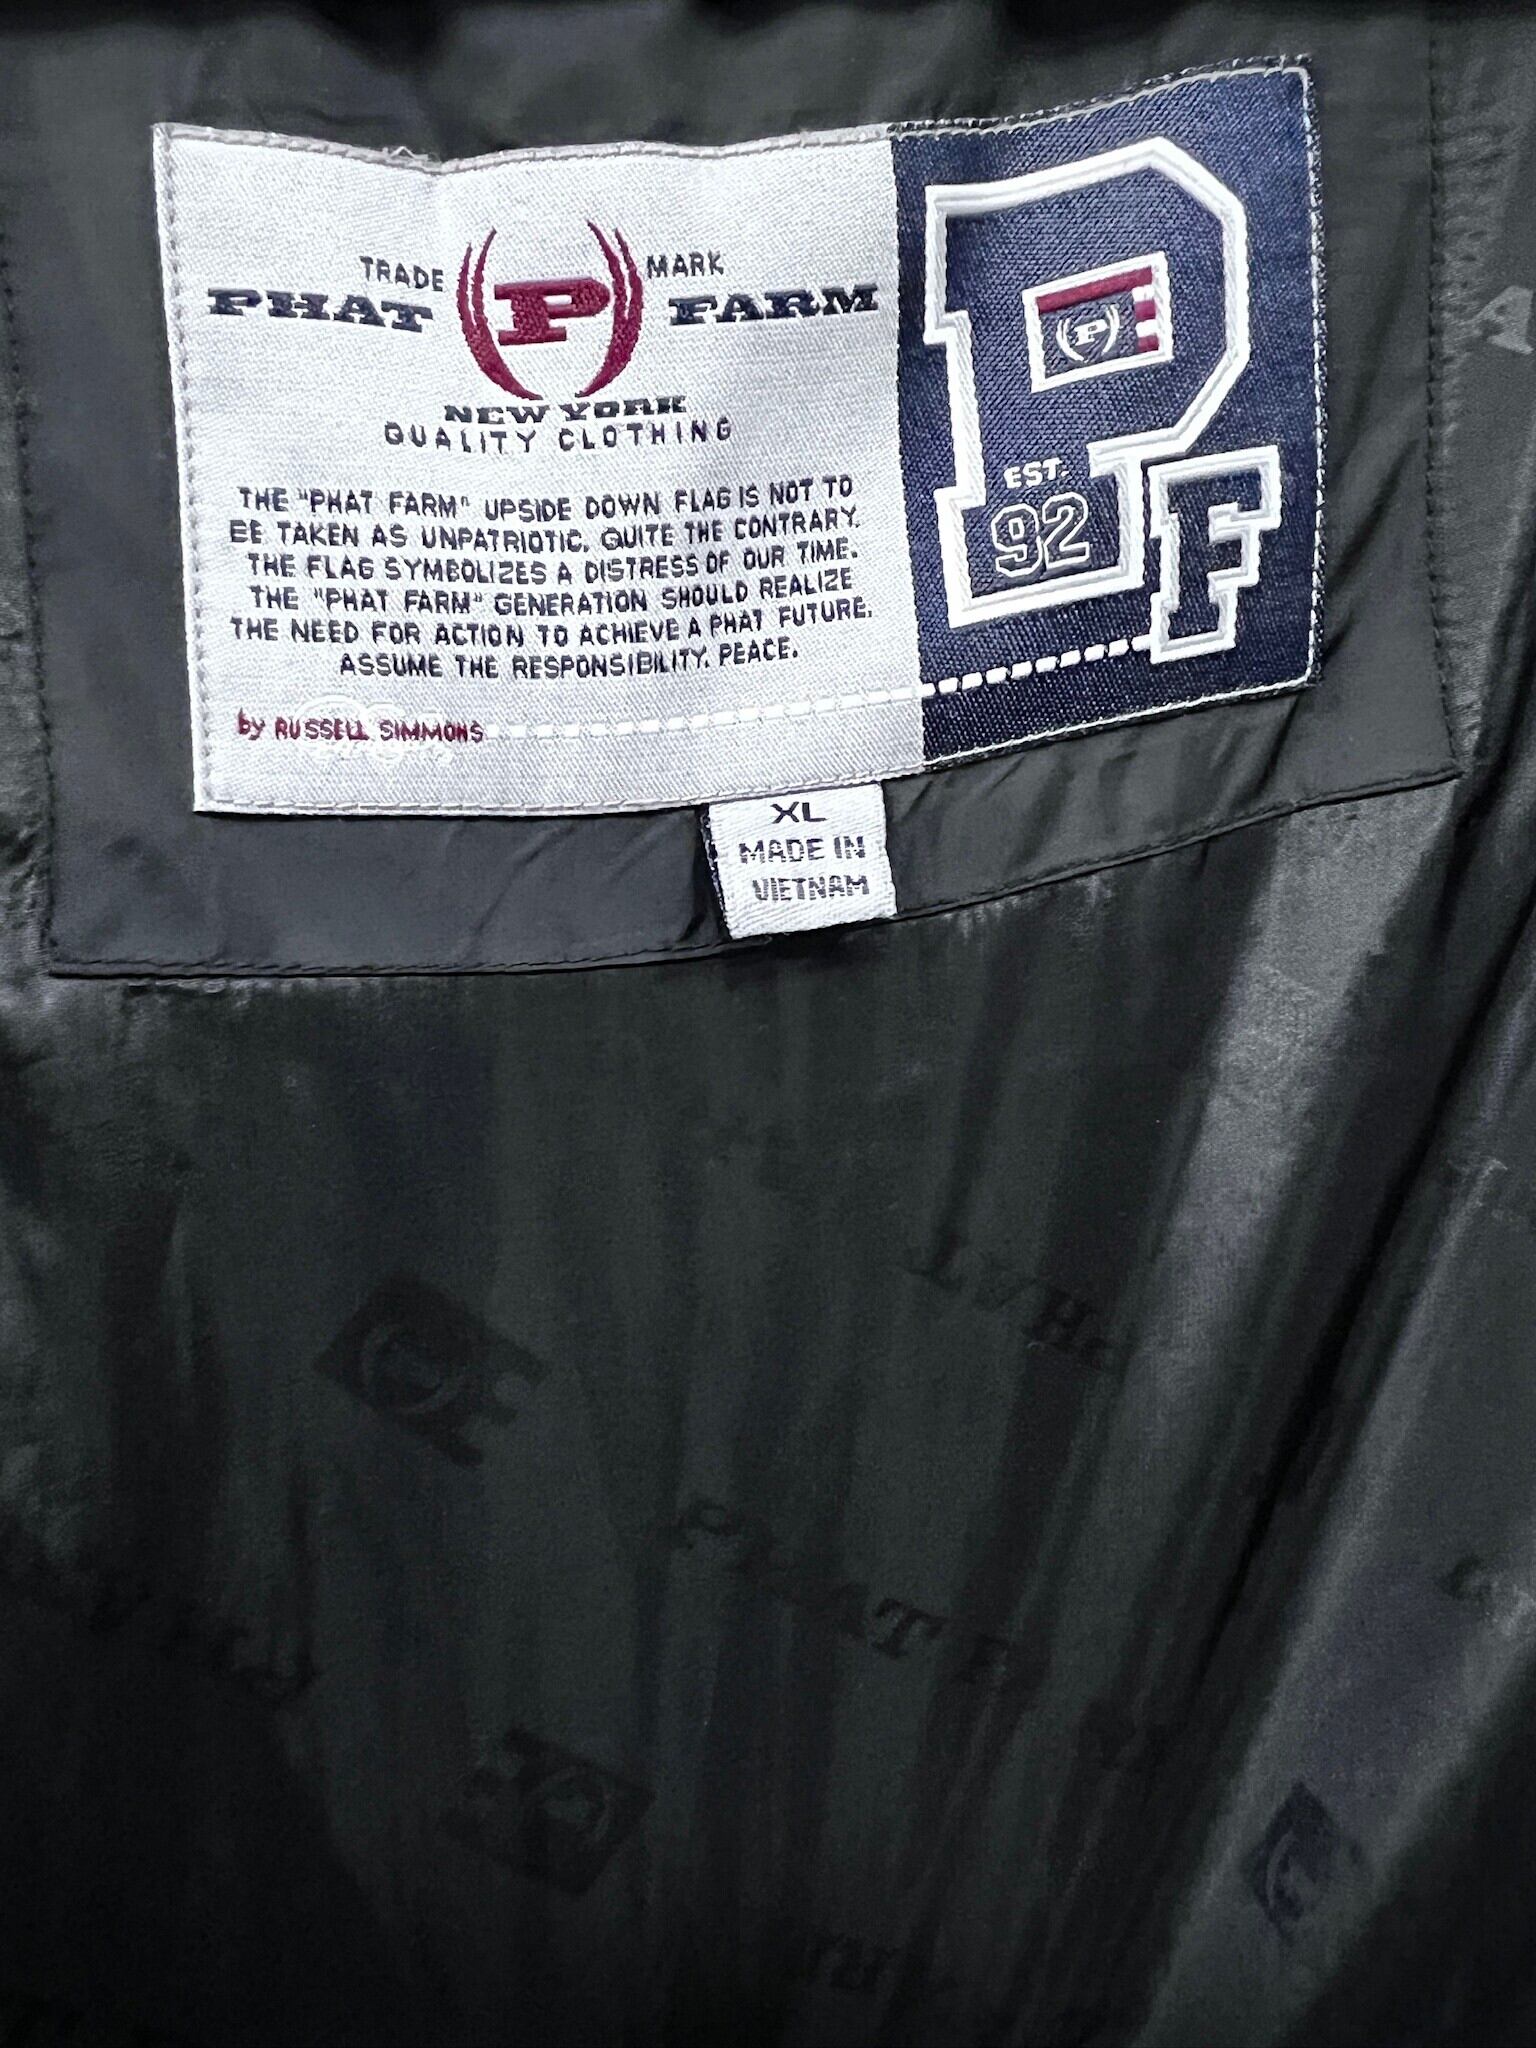 TRADE MARK
PHAT P FARM
NEW YORK
QUALITY CLOTHING
THE "PHAT FARM" UPSIDE DOWN FLAG IS NOT TO
BE TAKEN AS UNPATRIOTIC. QUITE THE CONTRARY.
THE FLAG SYMBOLIZES A DISTRESS OF OUR TIME.
THE "PHAT FARM" GENERATION SHOULD REALIZE
THE NEED FOR ACTION TO ACHIEVE A PHAT FUTURE.
ASSUME THE RESPONSIBILITY. PEACE.
by RUSSELL SIMMONS
P
P
EST.
92
F
XL
MADE IN
VIETNAM
PHAT